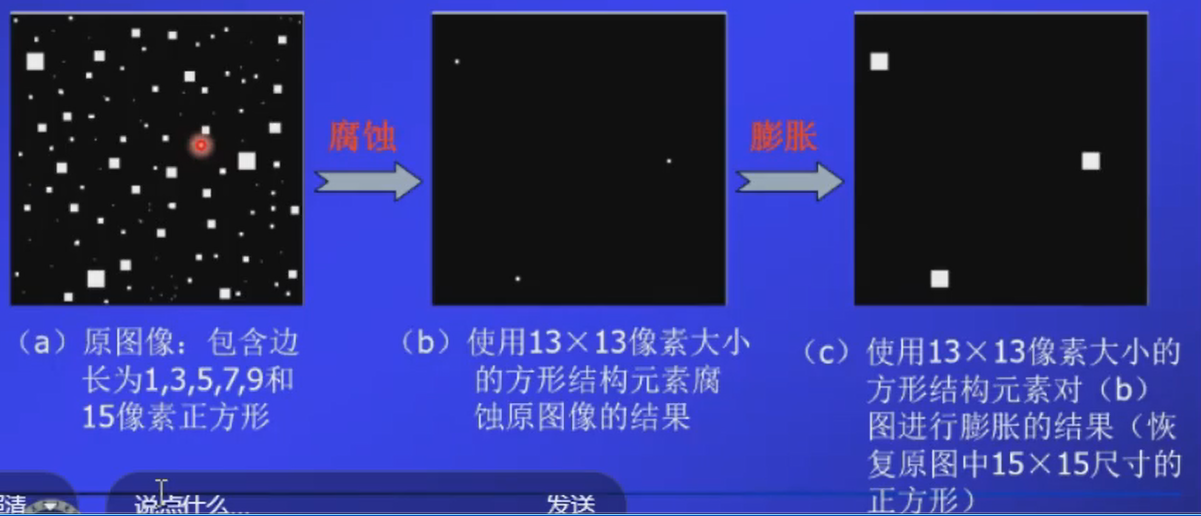 腐蚀
膨胀
（a）原图像：包含边
长为1,3,5,7,9和
15像素正方形
（b）使用13×13像素大小
的方形结构元素腐
蚀原图像的结果
（c）使用13×13像素大小的
方形结构元素对（b）
图进行膨胀的结果（恢
复原图中15×15尺寸的
正方形）
清
说点什么...
发送